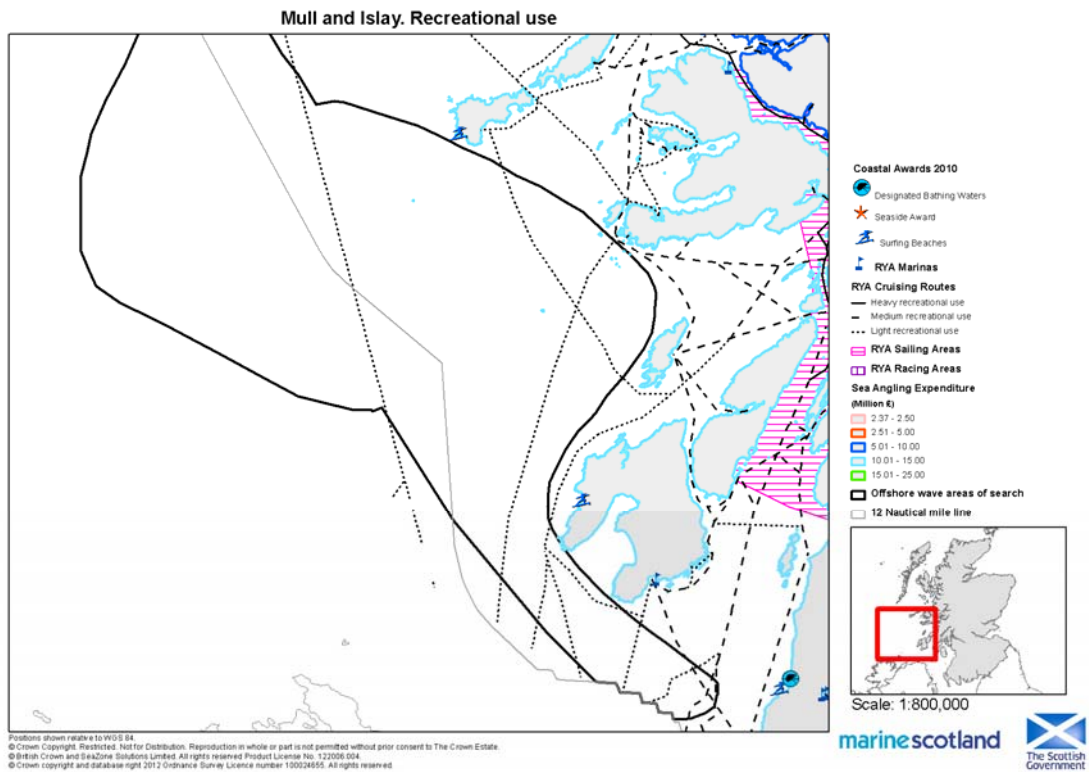 Mull and Islay. Recreational use
Coastal Awards 2010
Designated Bathing Waters
Seaside Award
Surfing Beaches
RYA Marinas
RYA Cruising Routes
Heavy recreational use
Medium recreational use
Light recreational use
RYA Sailing Areas
RYA Racing Areas
Sea Angling Expenditure
(Million £)
2.37 - 2.50
2.51 - 5.00
5.01 - 10.00
10.01 - 15.00
15.01 - 25.00
Offshore wave areas of search
12 Nautical mile line
Scale: 1:800,000
Positions shown relative to WGS 84.
© Crown Copyright. Restricted. Not for Distribution. Reproduction in whole or part is not permitted without prior consent to The Crown Estate.
© British Crown and SeaZone Solutions Limited. All rights reserved Product License No. 122006.004.
© Crown copyright and database right 2012 Ordnance Survey Licence number 100024655. All rights reserved.
marinescotland
The Scottish
Government